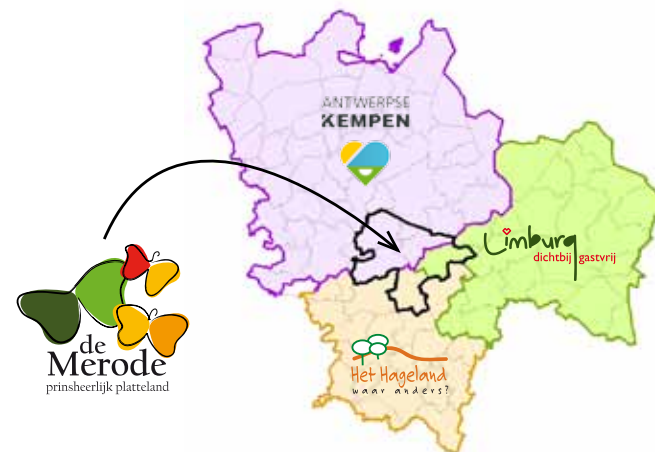 ANTWERPSE
KEMPEN
Limburg
dichtbij gastvrij
de
Merode
prinsheerlijk platteland
Het Hageland
waar anders?